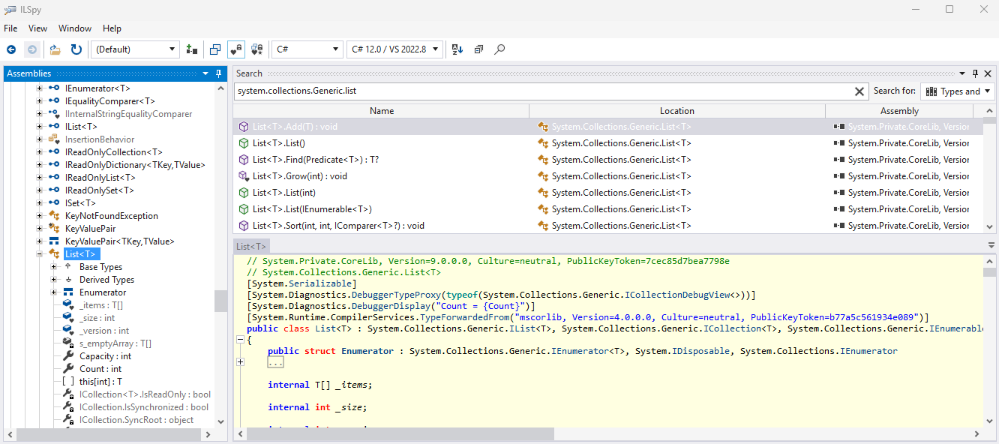 ILSpy
File View Window Help
(Default) C# C# 12.0 / VS 2022.8
Assemblies
IEnumerator<T>
IEqualityComparer<T>
IInternalStringEqualityComparer
IList<T>
InsertionBehavior
IReadOnlyCollection<T>
IReadOnlyDictionary<TKey,TValue>
IReadOnlyList<T>
IReadOnlySet<T>
ISet<T>
KeyNotFoundException
KeyValuePair
KeyValuePair<TKey,TValue>
List<T>
Base Types
Derived Types
Enumerator
_items : T[]
_size : int
_version : int
s_emptyArray : T[]
Capacity : int
Count : int
this[int] : T
ICollection<T>.IsReadOnly : bool
ICollection.IsSynchronized : bool
ICollection.SyncRoot : object
Search
system.collections.Generic.list Search for: Types and
Name Location Assembly
List<T>.Add(T) : void System.Collections.Generic.List<T> System.Private.CoreLib, Version
List<T>.List() System.Collections.Generic.List<T> System.Private.CoreLib, Version
List<T>.Find(Predicate<T>) : T? System.Collections.Generic.List<T> System.Private.CoreLib, Version
List<T>.Grow(int) : void System.Collections.Generic.List<T> System.Private.CoreLib, Version
List<T>.List(int) System.Collections.Generic.List<T> System.Private.CoreLib, Version
List<T>.List(IEnumerable<T>) System.Collections.Generic.List<T> System.Private.CoreLib, Version
List<T>.Sort(int, int, IComparer<T>?) : void System.Collections.Generic.List<T> System.Private.CoreLib, Version
List<T>
// System.Private.CoreLib, Version=9.0.0.0, Culture=neutral, PublicKeyToken=7cec85d7bea7798e
// System.Collections.Generic.List<T>
[System.Serializable]
[System.Diagnostics.DebuggerTypeProxy(typeof(System.Collections.Generic.ICollectionDebugView<>))]
[System.Diagnostics.DebuggerDisplay("Count = {Count}")]
[System.Runtime.CompilerServices.TypeForwardedFrom("mscorlib, Version=4.0.0.0, Culture=neutral, PublicKeyToken=b77a5c561934e089")]
public class List<T> : System.Collections.Generic.IList<T>, System.Collections.Generic.ICollection<T>, System.Collections.Generic.IEnumerable
{
public struct Enumerator : System.Collections.Generic.IEnumerator<T>, System.IDisposable, System.Collections.IEnumerator
...
internal T[] _items;
internal int _size;